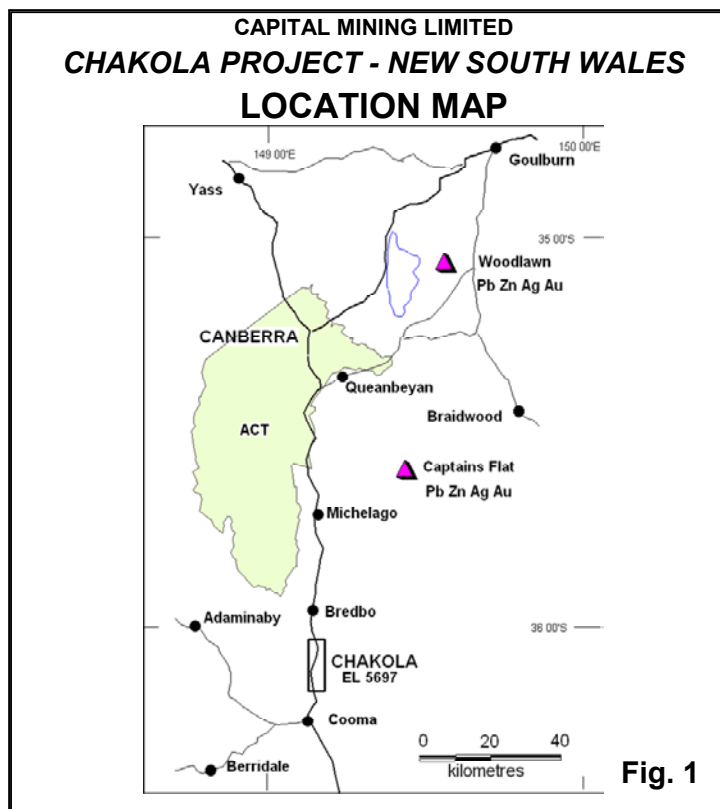 CAPITAL MINING LIMITED
CHAKOLA PROJECT - NEW SOUTH WALES
LOCATION MAP
149 00'E
150 00'E
Goulburn
Yass
35 00'S
Woodlawn
Pb Zn Ag Au
CANBERRA
Queanbeyan
Braidwood
ACT
Captains Flat
Pb Zn Ag Au
Michelago
Adaminaby
Bredbo
36 00'S
CHAKOLA
EL 5697
Cooma
0 20 40
kilometres
Berridale
Fig. 1